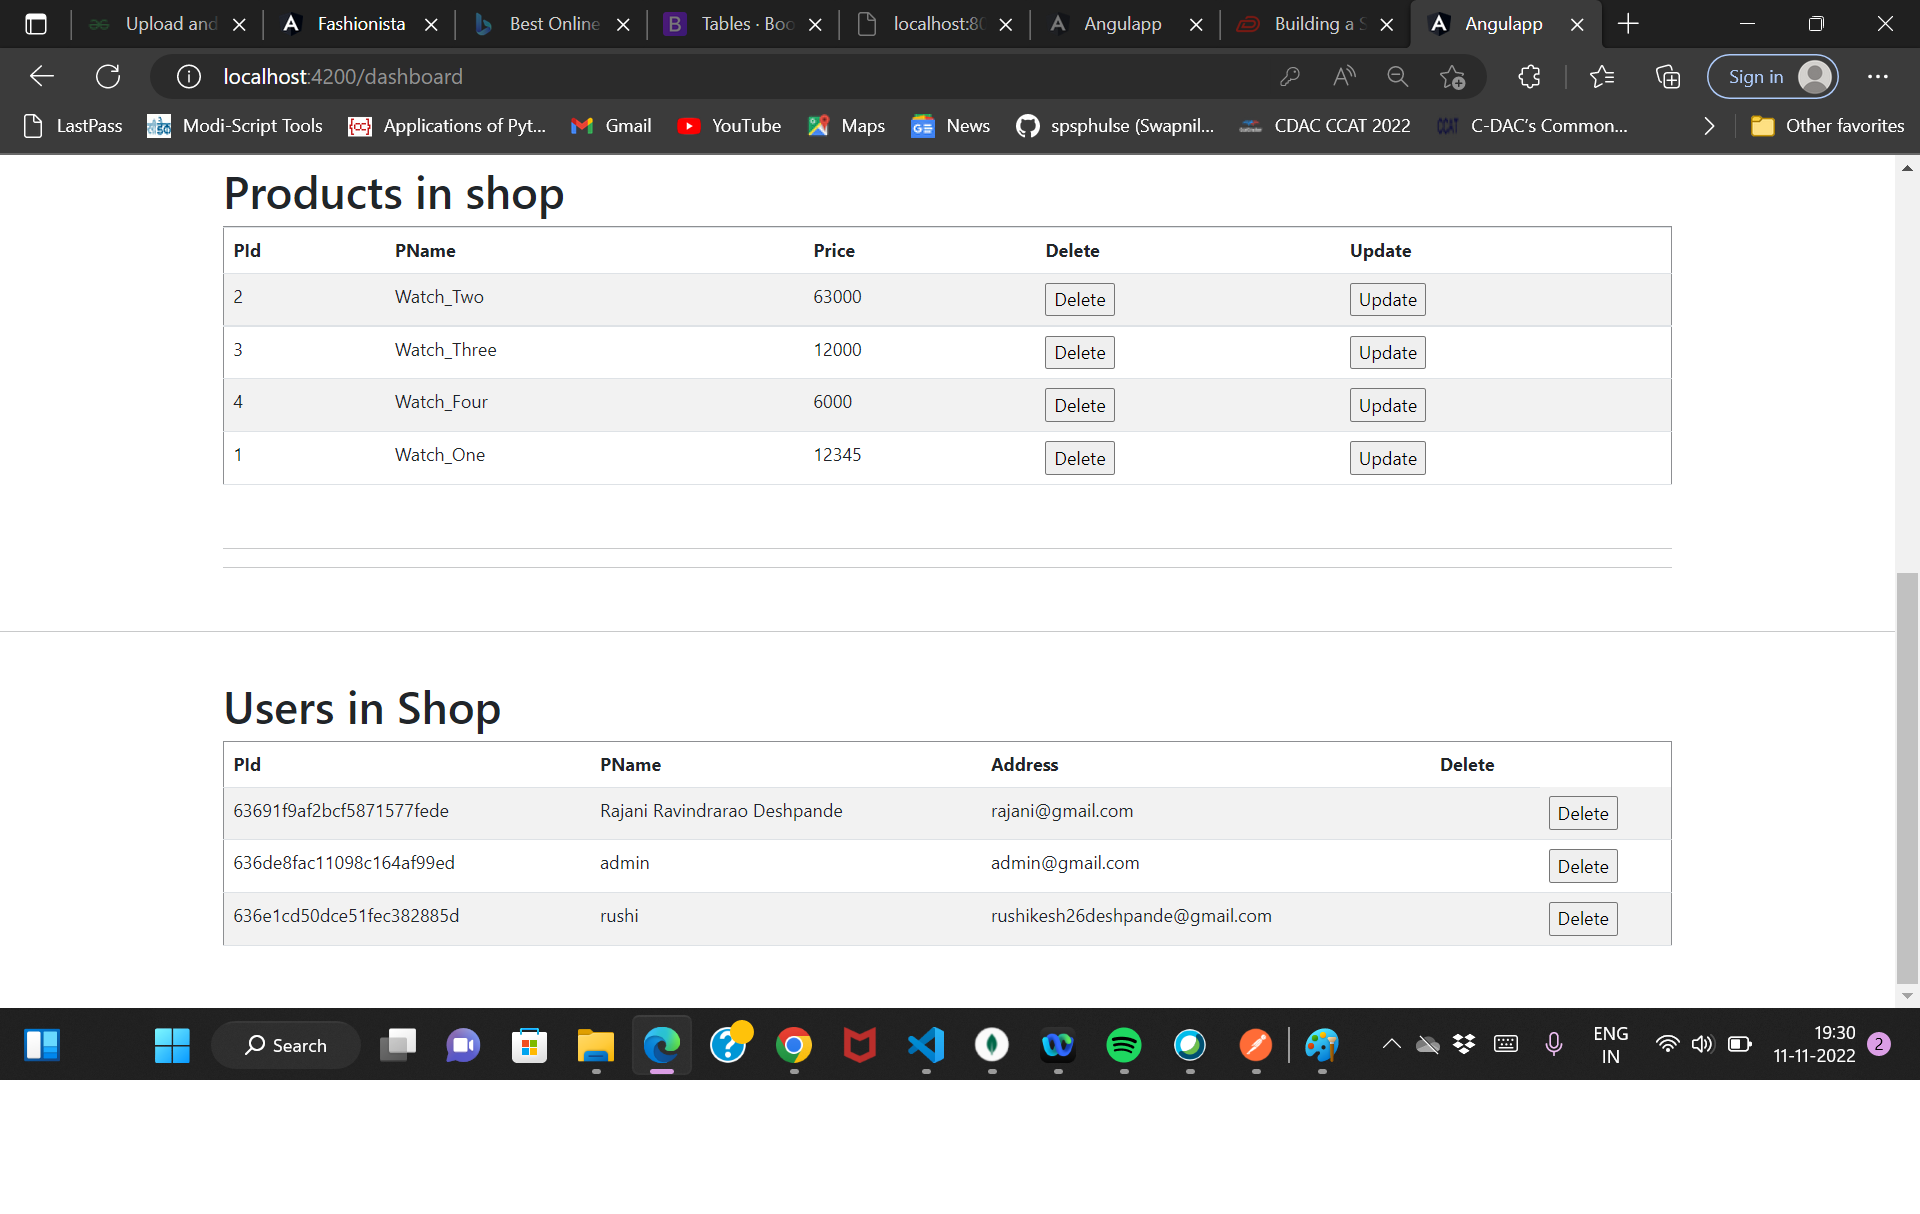 Upload and
Fashionista
Best Online
Tables · Boo
localhost:80
Angulapp
Building a S
Angulapp
localhost:4200/dashboard
Sign in
LastPass
Modi-Script Tools
Applications of Pyt...
Gmail
YouTube
Maps
News
spsphulse (Swapnil...
CDAC CCAT 2022
C-DAC's Common...
Other favorites
Products in shop
PId PName Price Delete Update
2 Watch_Two 63000 Delete Update
3 Watch_Three 12000 Delete Update
4 Watch_Four 6000 Delete Update
1 Watch_One 12345 Delete Update
Users in Shop
PId PName Address Delete
63691f9af2bcf5871577fede Rajani Ravindrarao Deshpande rajani@gmail.com Delete
636de8fac11098c164af99ed admin admin@gmail.com Delete
636e1cd50dce51fec382885d rushi rushikesh26deshpande@gmail.com Delete
Search
ENG
IN
19:30
11-11-2022
2